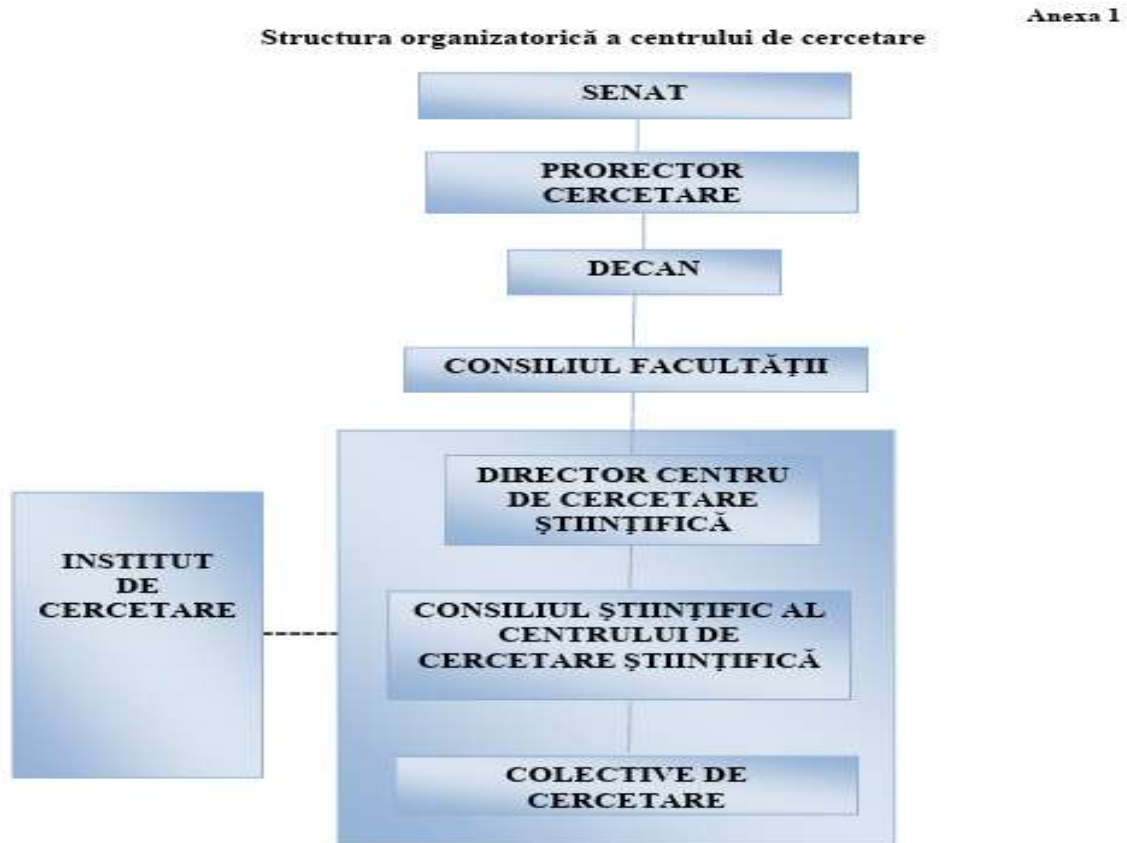 Anexa 1
Structura organizatorică a centrului de cercetare
SENAT
PRORECTOR
CERCETARE
DECAN
CONSILIUL FACULTĂȚII
DIRECTOR CENTRU
DE CERCETARE
ȘTIINȚIFICĂ
INSTITUT
DE
CERCETARE
CONSILIUL ȘTIINȚIFIC AL
CENTRULUI DE
CERCETARE ȘTIINȚIFICĂ
COLECTIVE DE
CERCETARE